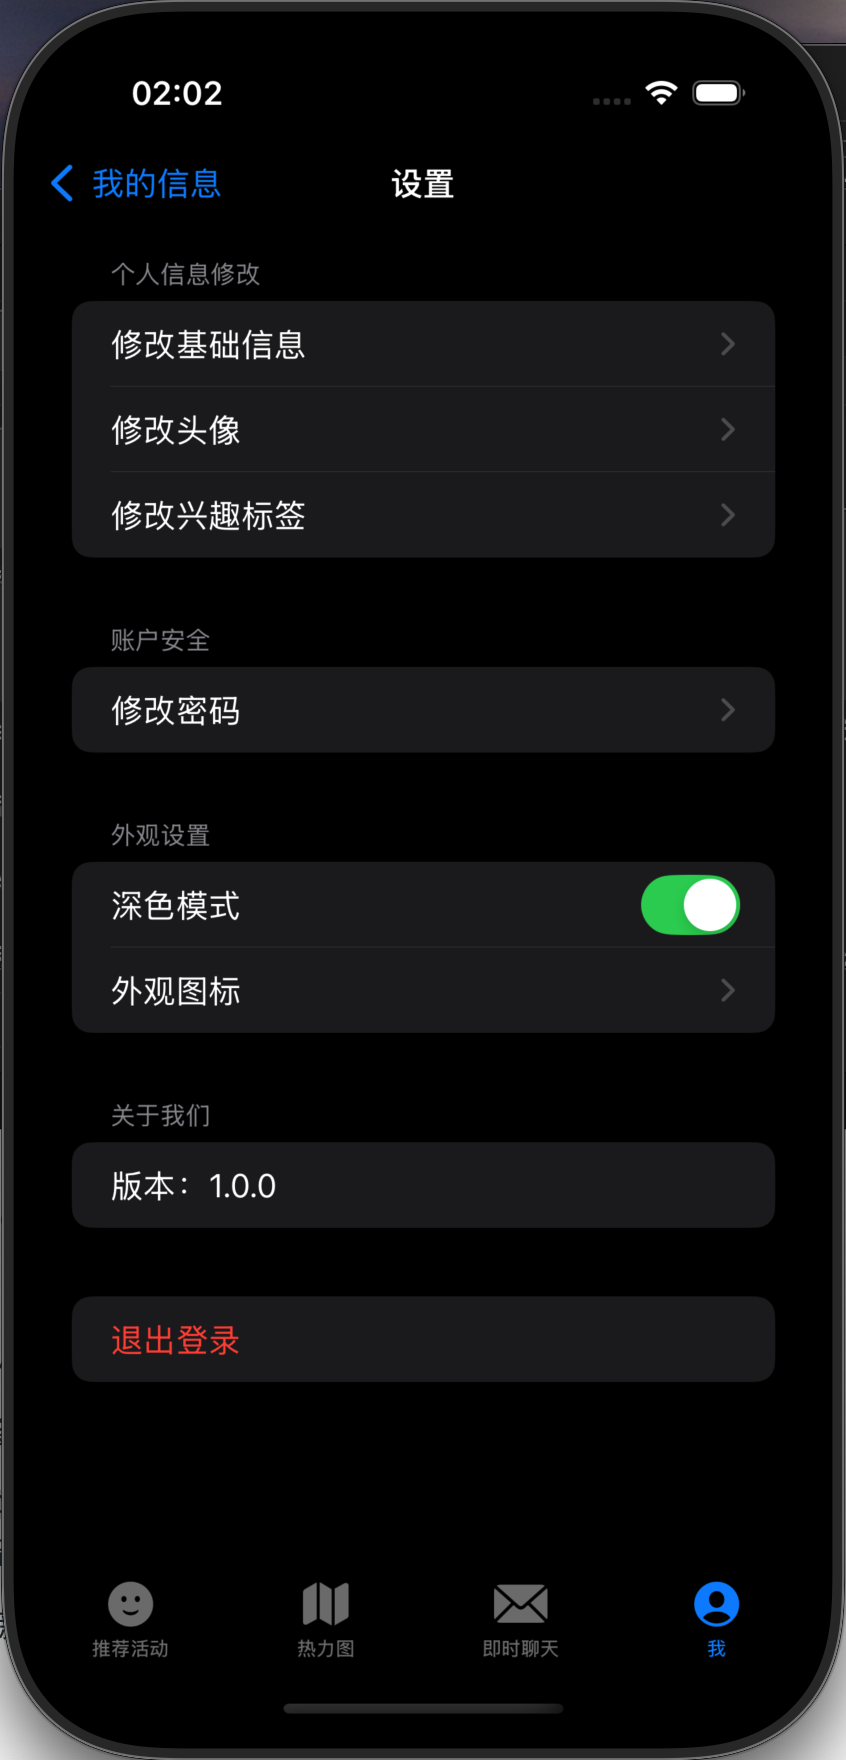 02:02
我的信息
设置
个人信息修改
修改基础信息
修改头像
修改兴趣标签
账户安全
修改密码
外观设置
深色模式
外观图标
关于我们
版本：1.0.0
退出登录
推荐活动
热力图
即时聊天
我